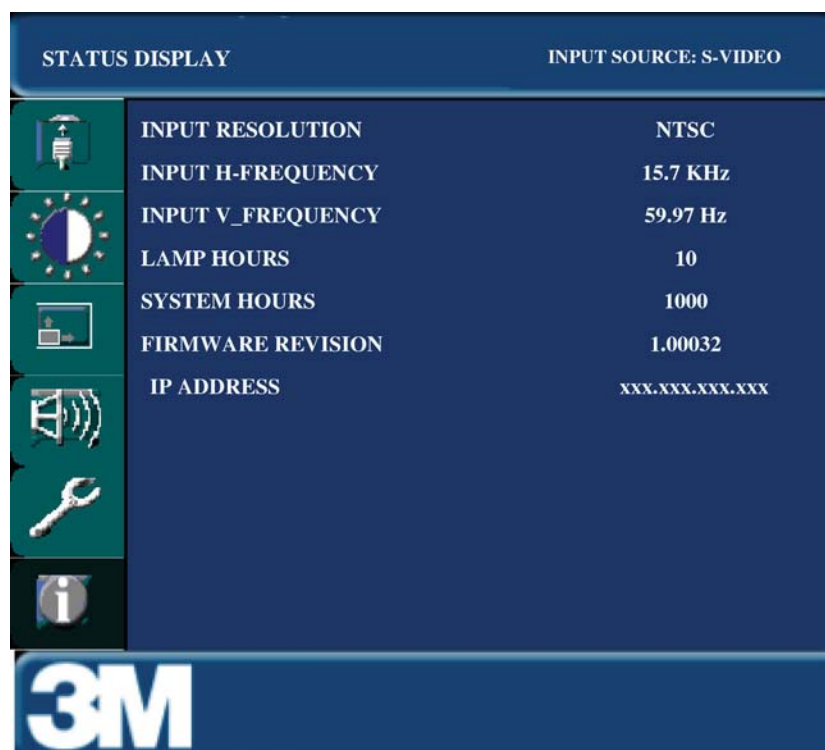 STATUS DISPLAY INPUT SOURCE: S-VIDEO
INPUT RESOLUTION NTSC
INPUT H-FREQUENCY 15.7 KHz
INPUT V_FREQUENCY 59.97 Hz
LAMP HOURS 10
SYSTEM HOURS 1000
FIRMWARE REVISION 1.00032
IP ADDRESS xxx.xxx.xxx.xxx
i
3M